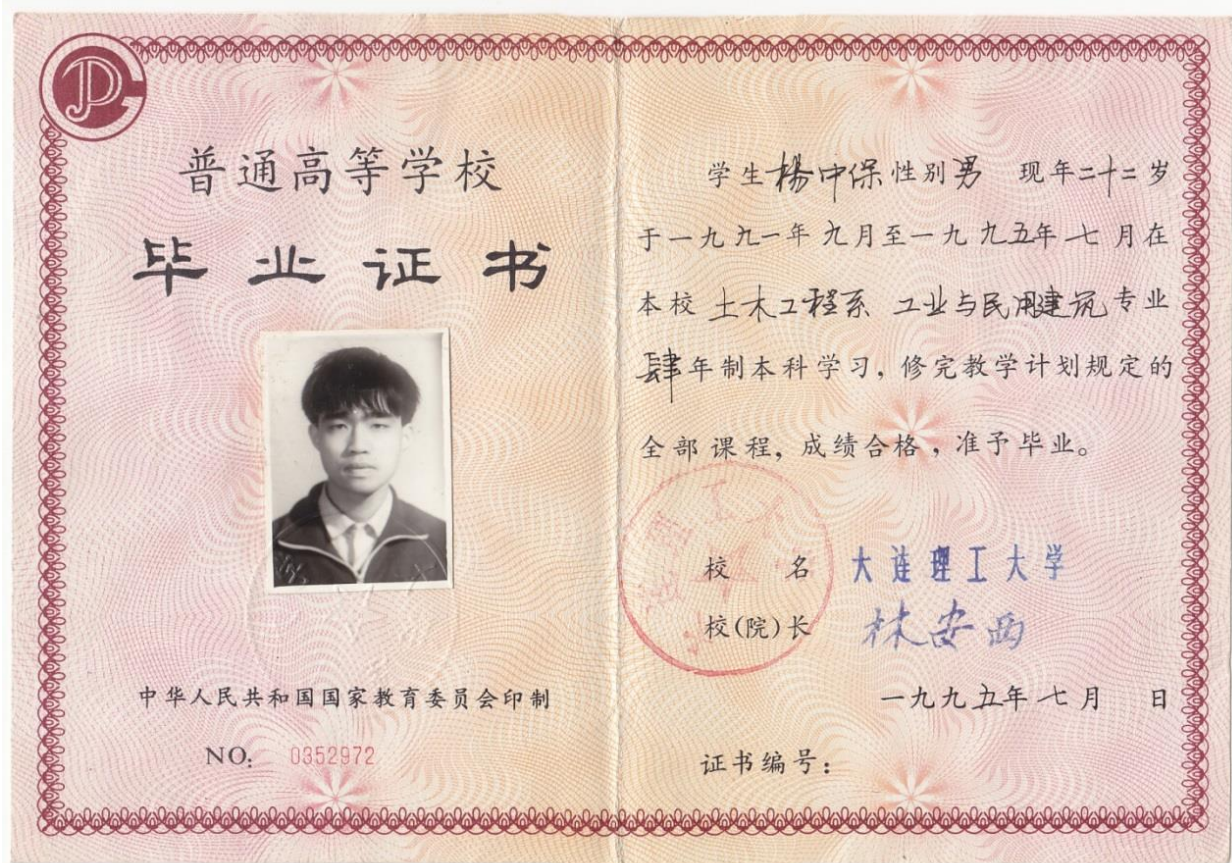 普通高等学校
毕业证书
中华人民共和国国家教育委员会印制
NO: 0352972
学生楊中保性别男 现年二十二岁
于一九九一年九月至一九九五年七月在
本校土木工程系 工业与民用建筑专业
肆年制本科学习,修完教学计划规定的
全部课程,成绩合格,准予毕业。
校 名 大连理工大学
校(院)长 林安西
一九九五年七月 日
证书编号: